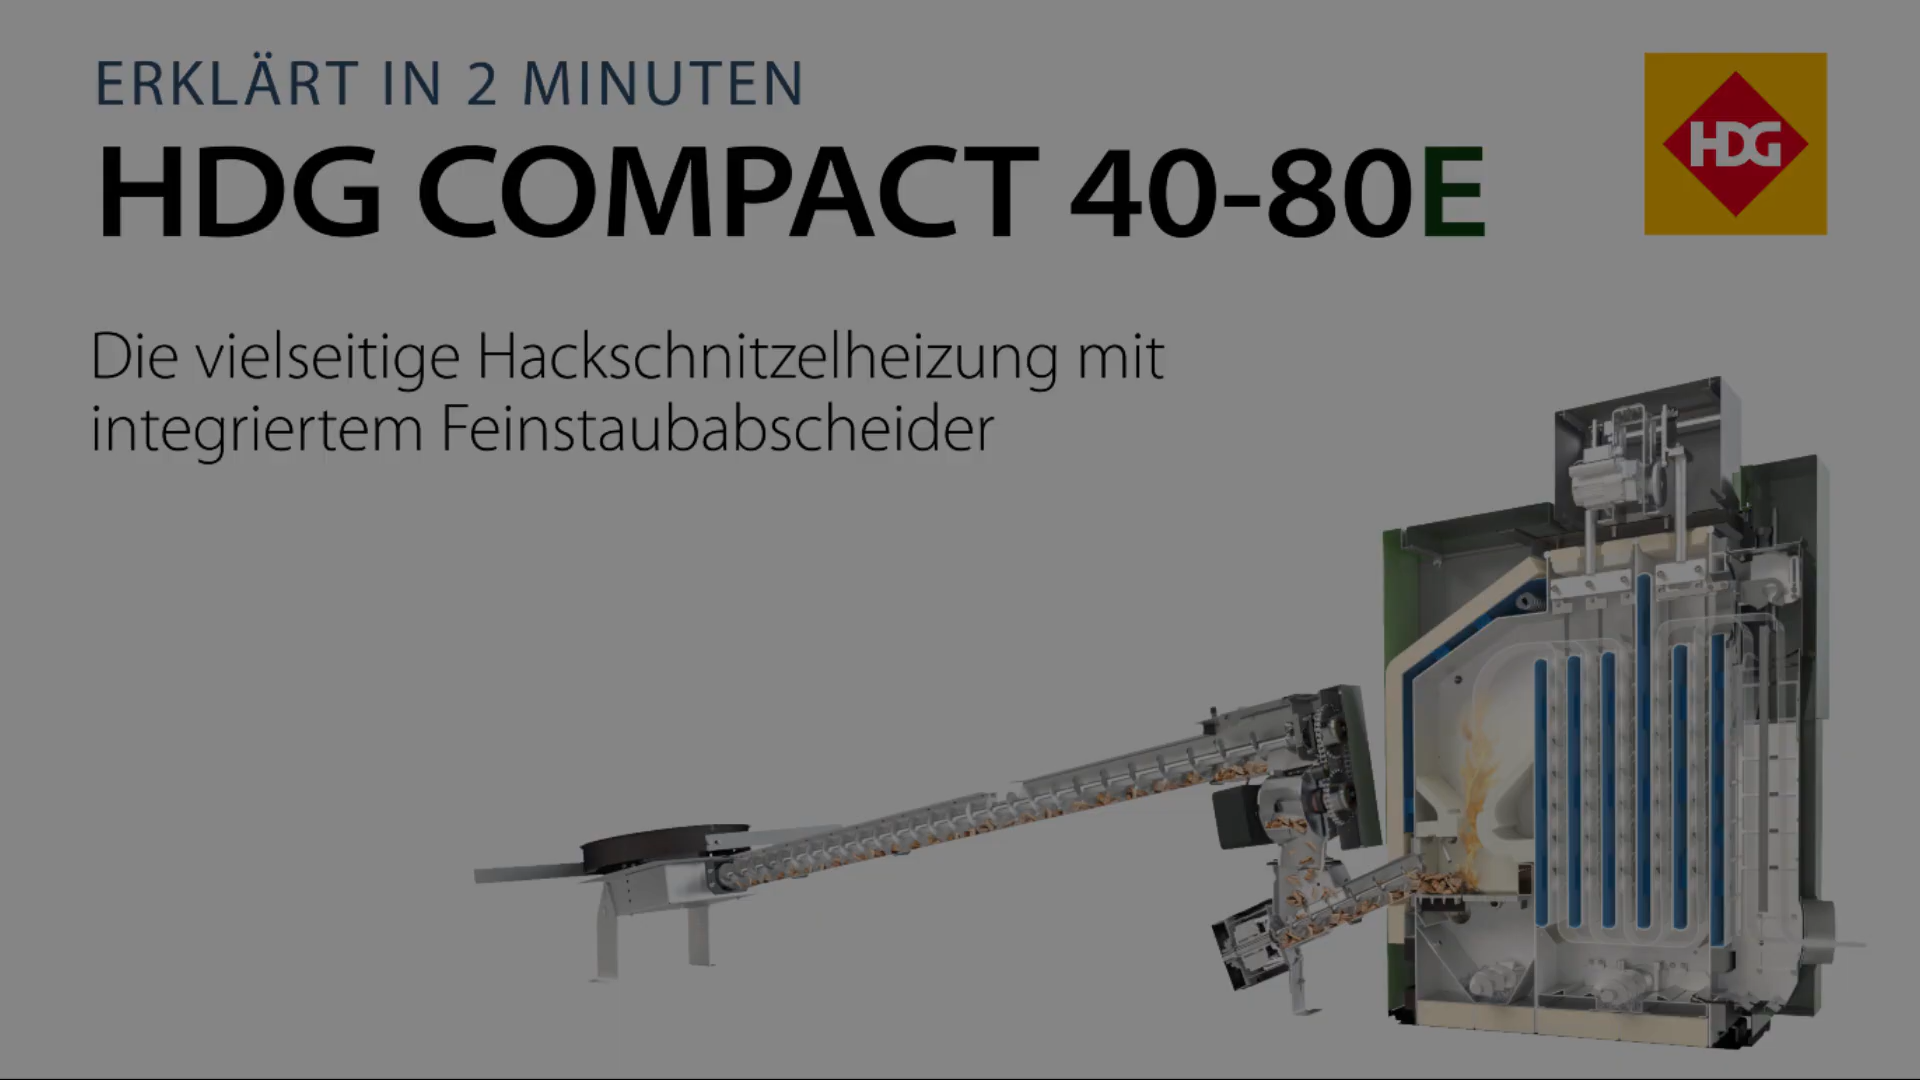 ERKLÄRT IN 2 MINUTEN
HDG COMPACT 40-80E
HDG
Die vielseitige Hackschnitzelheizung mit
integriertem Feinstaubabscheider